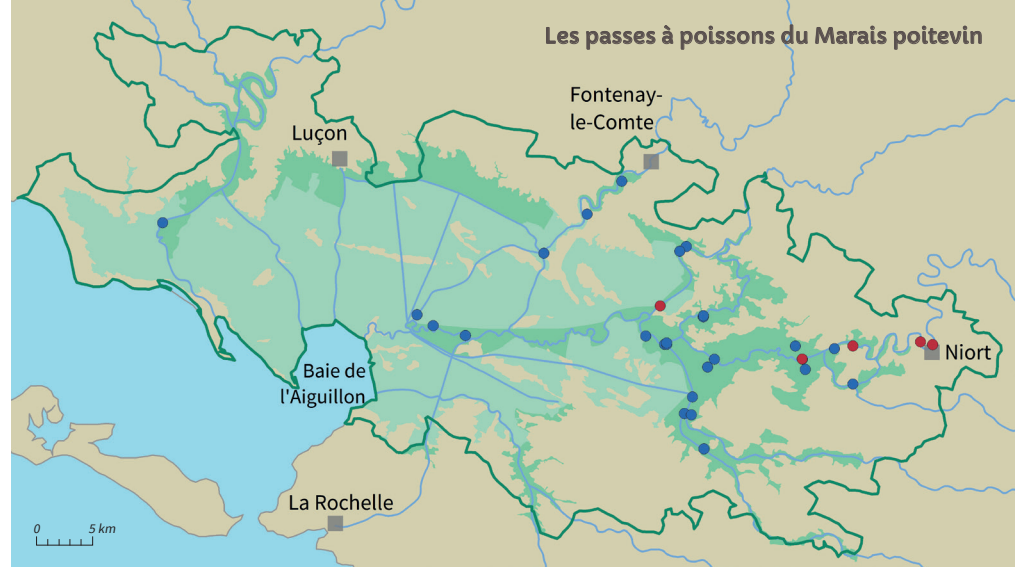 Les passes à poissons du Marais poitevin
Fontenay-
le-Comte
Luçon
Niort
Baie de
l'Aiguillon
La Rochelle
0 5 km